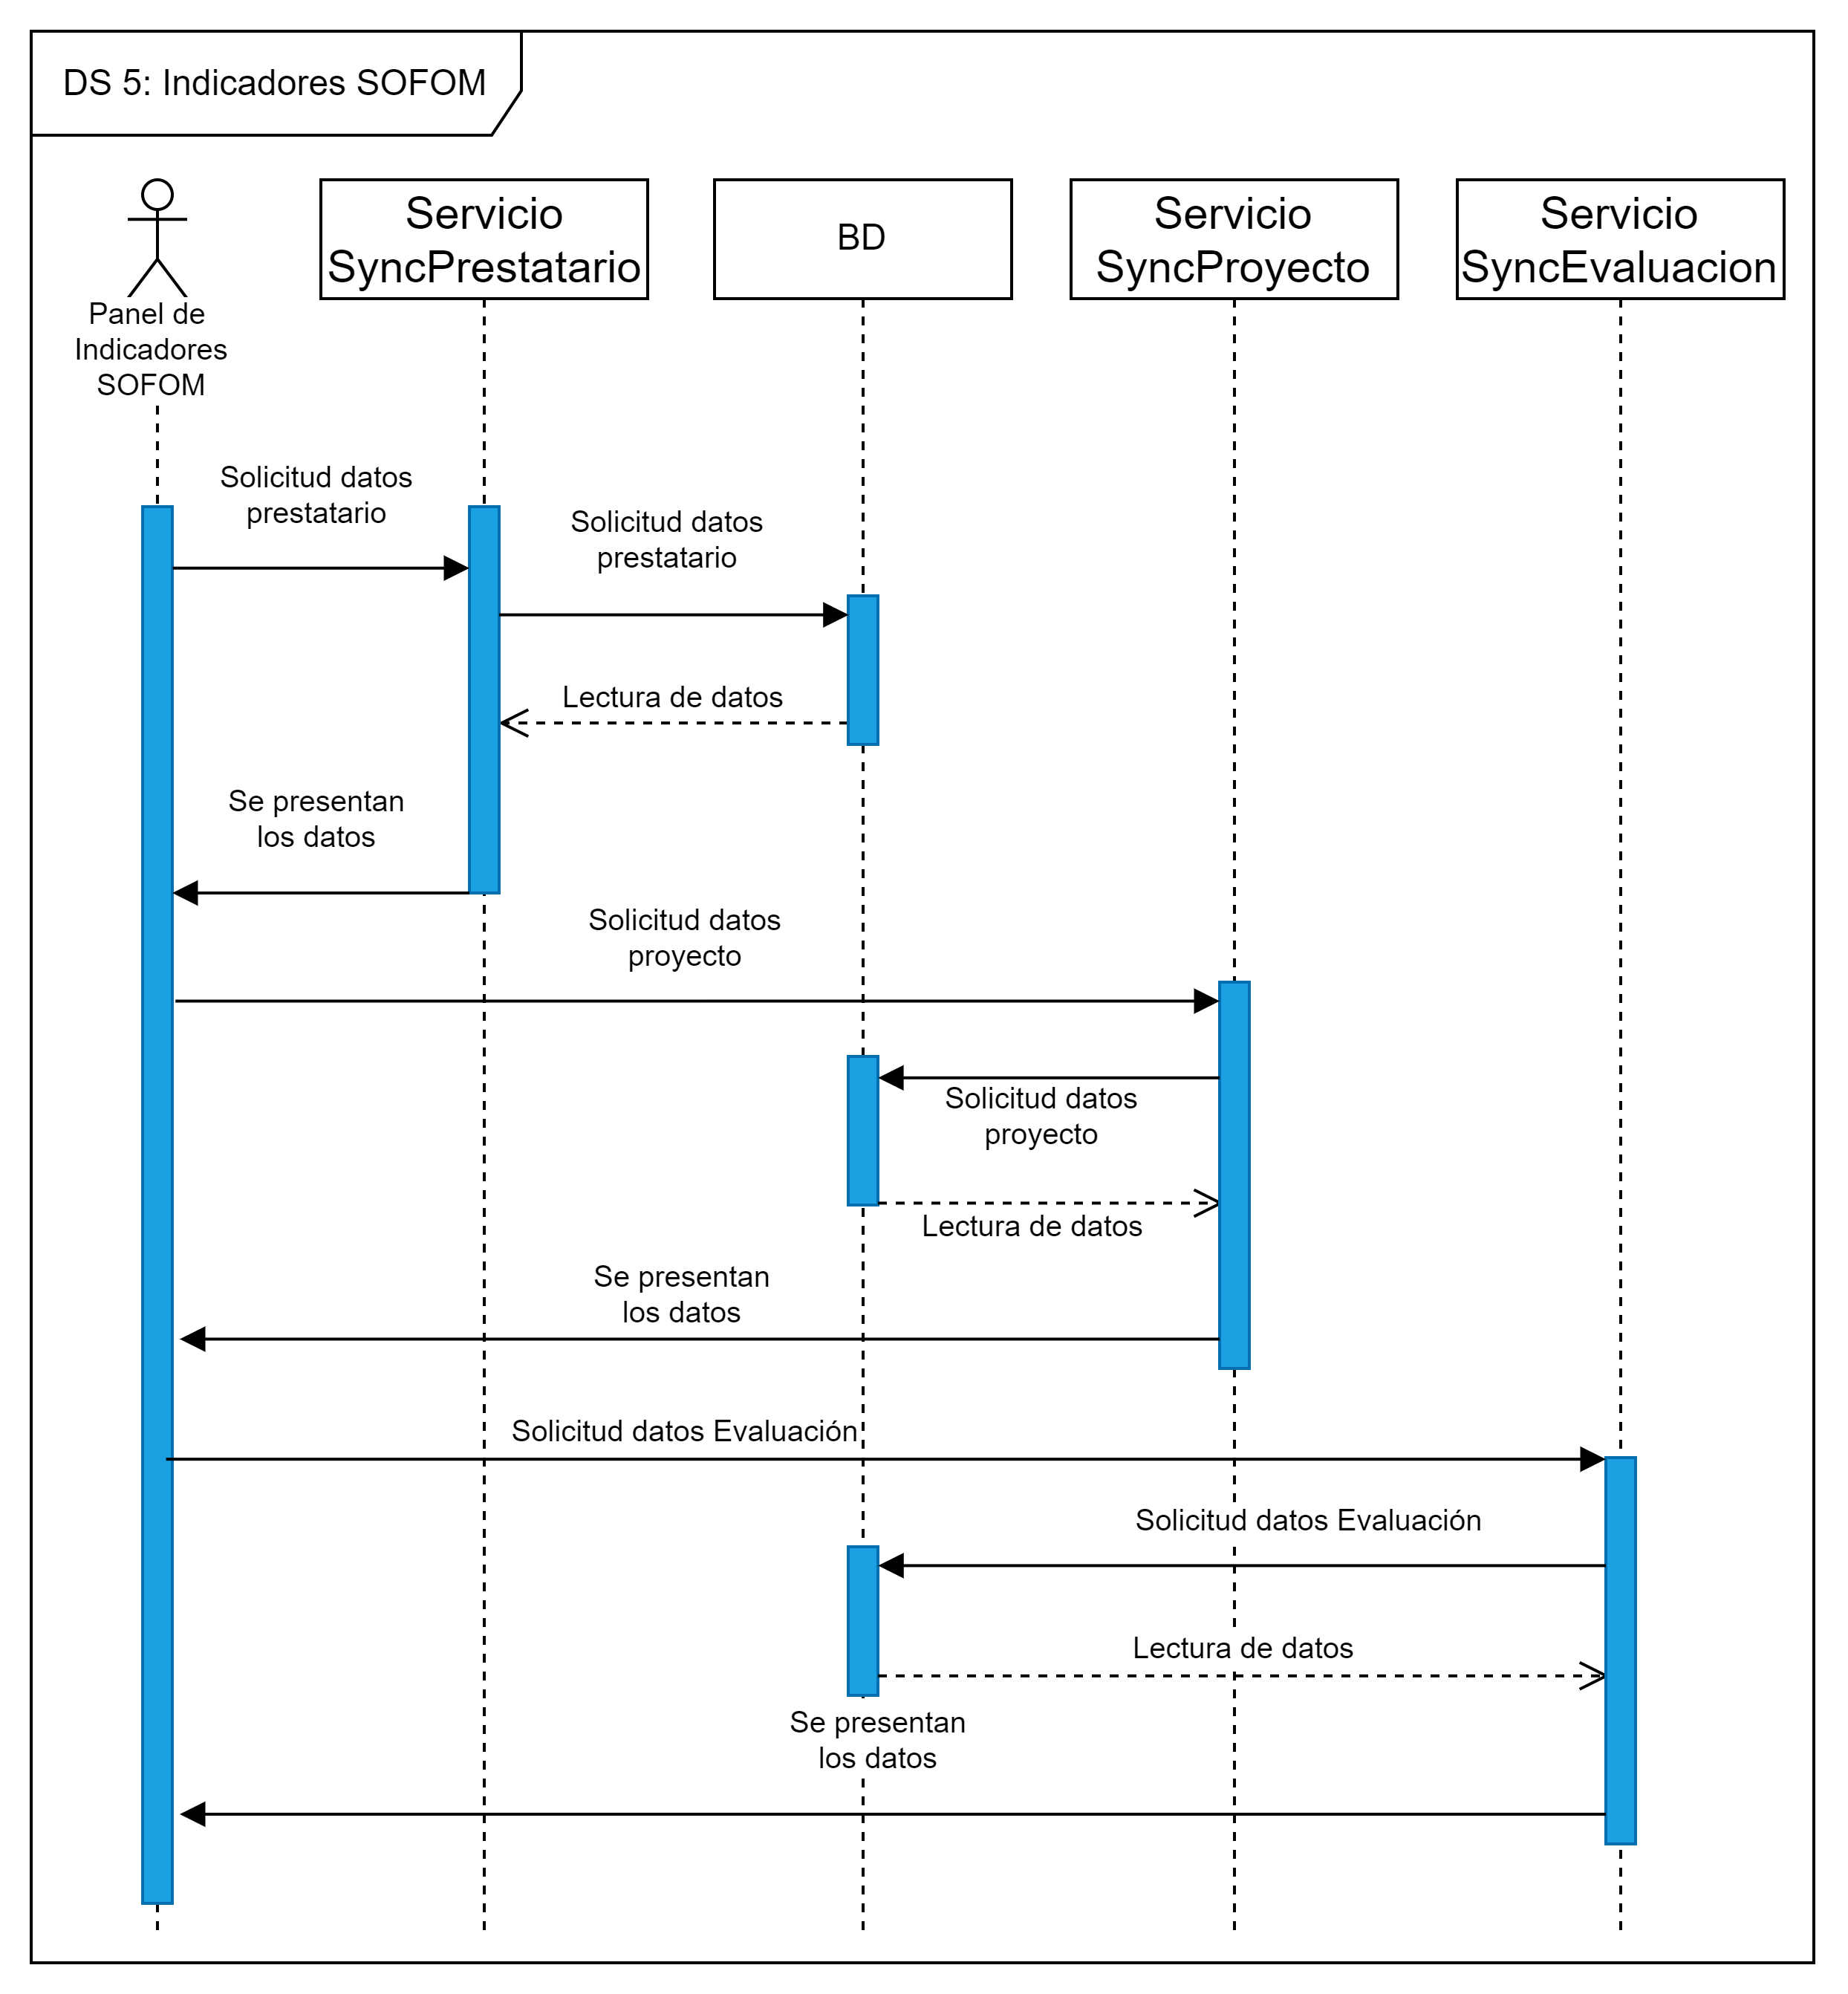 DS 5: Indicadores SOFOM
Servicio
SyncPrestatario
BD
Servicio
SyncProyecto
Servicio
SyncEvaluacion
Panel de
Indicadores
SOFOM
Solicitud datos
prestatario
Solicitud datos
prestatario
Lectura de datos
Se presentan
los datos
Solicitud datos
proyecto
Solicitud datos
proyecto
Lectura de datos
Se presentan
los datos
Solicitud datos Evaluación
Solicitud datos Evaluación
Lectura de datos
Se presentan
los datos